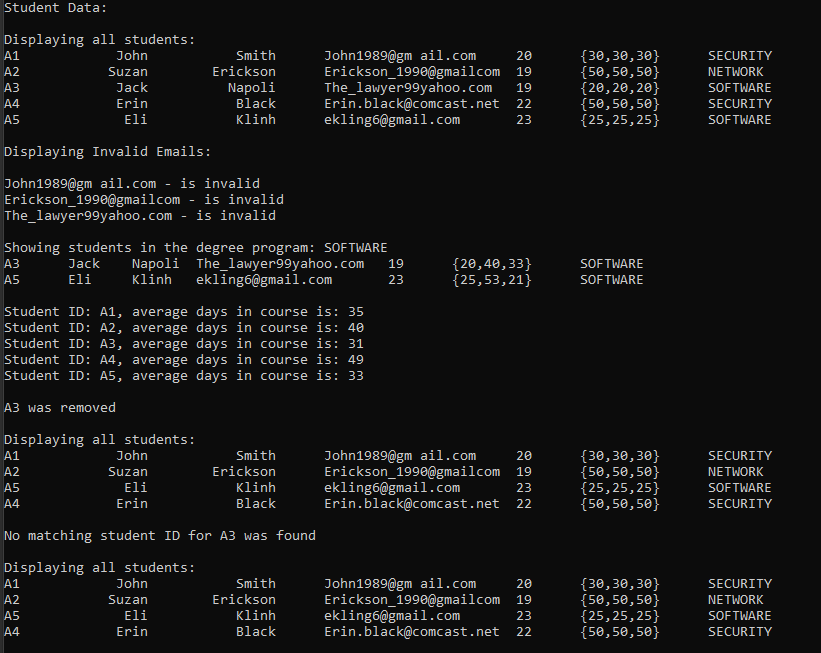 Student Data:
Displaying all students:
A1 John Smith John1989@gm ail.com 20 {30,30,30} SECURITY
A2 Suzan Erickson Erickson_1990@gmailcom 19 {50,50,50} NETWORK
A3 Jack Napoli The_lawyer99yahoo.com 19 {20,20,20} SOFTWARE
A4 Erin Black Erin.black@comcast.net 22 {50,50,50} SECURITY
A5 Eli Klinh ekling6@gmail.com 23 {25,25,25} SOFTWARE
Displaying Invalid Emails:
John1989@gm ail.com - is invalid
Erickson_1990@gmailcom - is invalid
The_lawyer99yahoo.com - is invalid
Showing students in the degree program: SOFTWARE
A3 Jack Napoli The_lawyer99yahoo.com 19 {20,40,33} SOFTWARE
A5 Eli Klinh ekling6@gmail.com 23 {25,53,21} SOFTWARE
Student ID: A1, average days in course is: 35
Student ID: A2, average days in course is: 40
Student ID: A3, average days in course is: 31
Student ID: A4, average days in course is: 49
Student ID: A5, average days in course is: 33
A3 was removed
Displaying all students:
A1 John Smith John1989@gm ail.com 20 {30,30,30} SECURITY
A2 Suzan Erickson Erickson_1990@gmailcom 19 {50,50,50} NETWORK
A5 Eli Klinh ekling6@gmail.com 23 {25,25,25} SOFTWARE
A4 Erin Black Erin.black@comcast.net 22 {50,50,50} SECURITY
No matching student ID for A3 was found
Displaying all students:
A1 John Smith John1989@gm ail.com 20 {30,30,30} SECURITY
A2 Suzan Erickson Erickson_1990@gmailcom 19 {50,50,50} NETWORK
A5 Eli Klinh ekling6@gmail.com 23 {25,25,25} SOFTWARE
A4 Erin Black Erin.black@comcast.net 22 {50,50,50} SECURITY